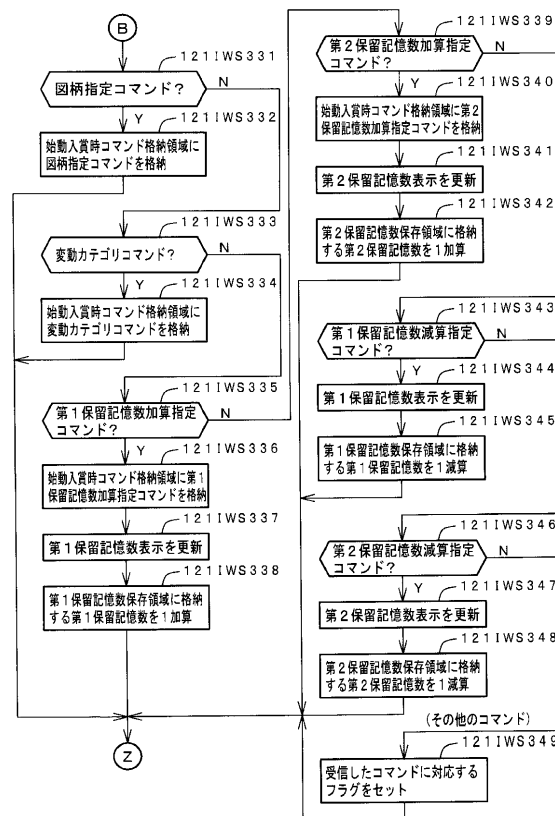 B
121IWS331
図柄指定コマンド?
N
Y
121IWS332
始動入賞時コマンド格納領域に
図柄指定コマンドを格納
121IWS333
変動カテゴリコマンド?
N
Y
121IWS334
始動入賞時コマンド格納領域に
変動カテゴリコマンドを格納
121IWS335
第1保留記憶数加算指定
コマンド?
N
Y
121IWS336
始動入賞時コマンド格納領域に第1
保留記憶数加算指定コマンドを格納
121IWS337
第1保留記憶数表示を更新
121IWS338
第1保留記憶数保存領域に格納
する第1保留記憶数を1加算
Z
121IWS339
第2保留記憶数加算指定
コマンド?
N
Y
121IWS340
始動入賞時コマンド格納領域に第2
保留記憶数加算指定コマンドを格納
121IWS341
第2保留記憶数表示を更新
121IWS342
第2保留記憶数保存領域に格納
する第2保留記憶数を1加算
121IWS343
第1保留記憶数減算指定
コマンド?
N
Y
121IWS344
第1保留記憶数表示を更新
121IWS345
第1保留記憶数保存領域に格納
する第1保留記憶数を1減算
121IWS346
第2保留記憶数減算指定
コマンド?
N
Y
121IWS347
第2保留記憶数表示を更新
121IWS348
第2保留記憶数保存領域に格納
する第2保留記憶数を1減算
(その他のコマンド)
121IWS349
受信したコマンドに対応する
フラグをセット